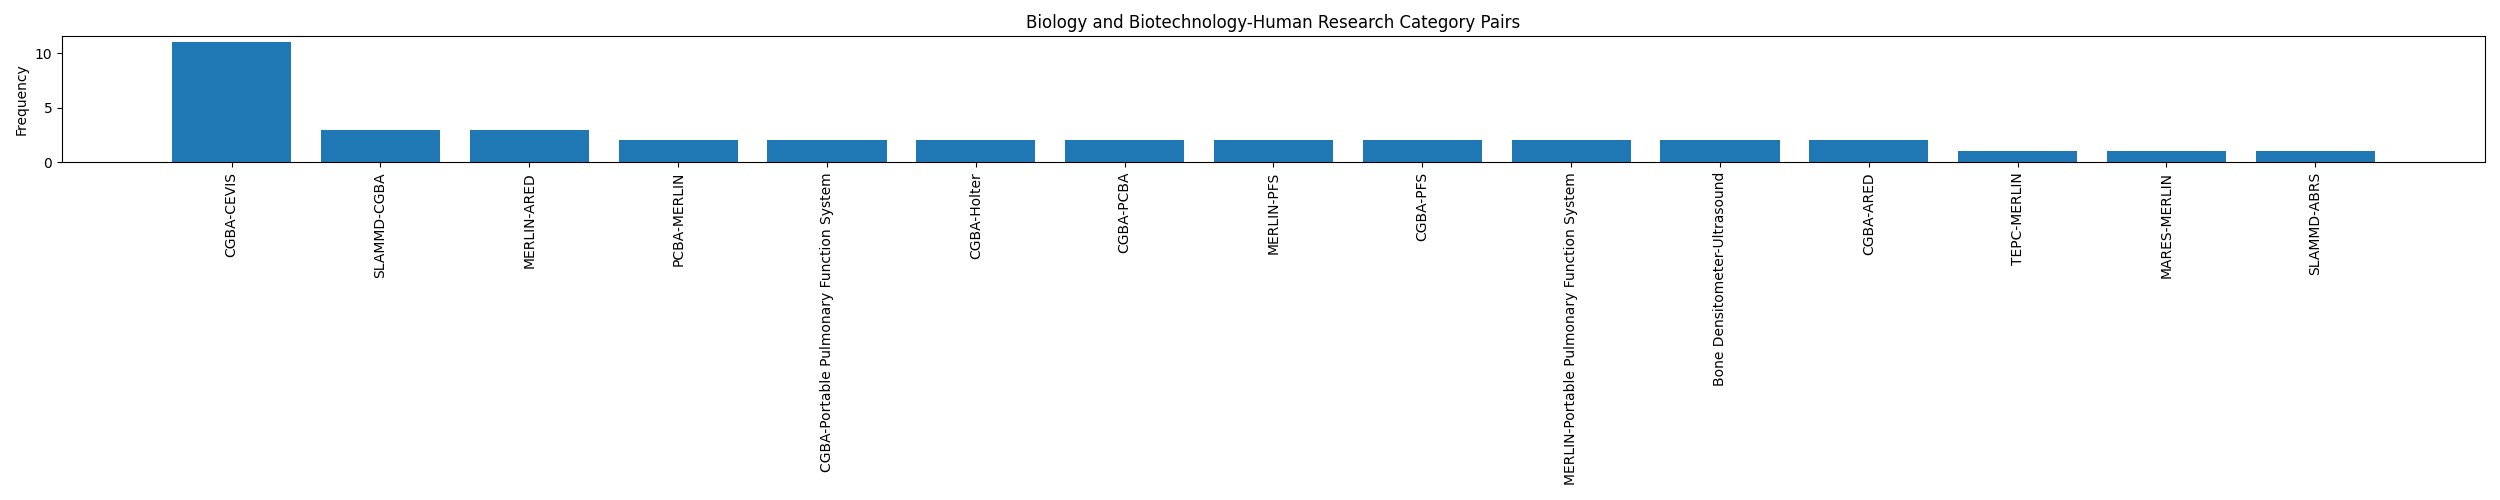 Biology and Biotechnology-Human Research Category Pairs
Frequency
10
5
0
CGBA-CEVIS
SLAMMD-CGBA
MERLIN-ARED
PCBA-MERLIN
CGBA-Portable Pulmonary Function System
CGBA-Holter
CGBA-PCBA
MERLIN-PFS
CGBA-PFS
MERLIN-Portable Pulmonary Function System
Bone Densitometer-Ultrasound
CGBA-ARED
TEPC-MERLIN
MARES-MERLIN
SLAMMD-ABRS